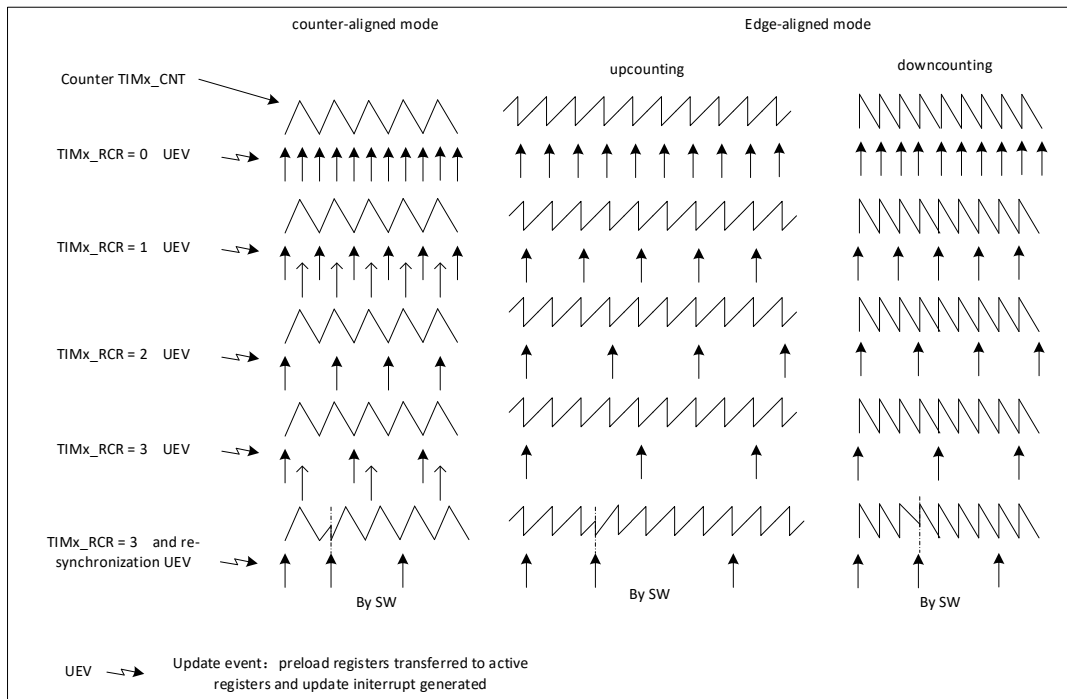 counter-aligned mode
Edge-aligned mode
upcounting
downcounting
Counter TIMx_CNT
TIMx_RCR = 0 UEV
TIMx_RCR = 1 UEV
TIMx_RCR = 2 UEV
TIMx_RCR = 3 UEV
TIMx_RCR = 3 and re-
synchronization UEV
By SW
By SW
By SW
UEV
Update event：preload registers transferred to active
registers and update initerrupt generated